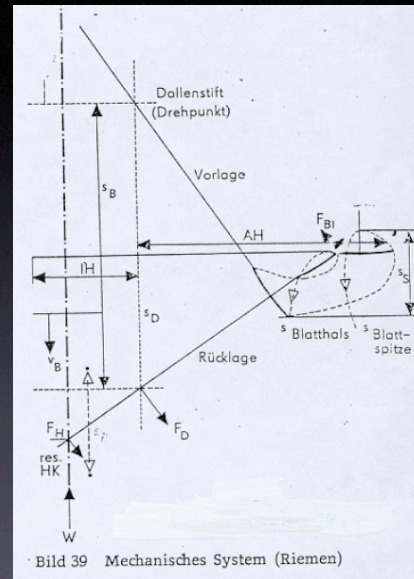 Dollenstift
(Drehpunkt)
Vorlage
s_B
AH
F_Bl
IH
s_D
s_S
s Blatthals
s Blatt-
spitze
v_B
Rücklage
F_H
F_D
res.
HK
W
Bild 39 Mechanisches System (Riemen)